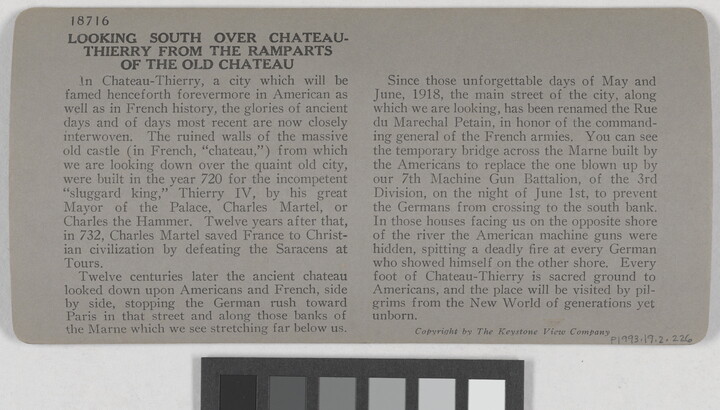 18716
LOOKING SOUTH OVER CHATEAU-
THIERRY FROM THE RAMPARTS
OF THE OLD CHATEAU
In Chateau-Thierry, a city which will be
famed henceforth forevermore in American as
well as in French history, the glories of ancient
days and of days most recent are now closely
interwoven. The ruined walls of the massive
old castle (in French, “chateau,”) from which
we are looking down over the quaint old city,
were built in the year 720 for the incompetent
“sluggard king,” Thierry IV, by his great
Mayor of the Palace, Charles Martel, or
Charles the Hammer. Twelve years after that,
in 732, Charles Martel saved France to Christ-
ian civilization by defeating the Saracens at
Tours.
Twelve centuries later the ancient chateau
looked down upon Americans and French, side
by side, stopping the German rush toward
Paris in that street and along those banks of
the Marne which we see stretching far below us.
Since those unforgettable days of May and
June, 1918, the main street of the city, along
which we are looking, has been renamed the Rue
du Marechal Petain, in honor of the command-
ing general of the French armies. You can see
the temporary bridge across the Marne built by
the Americans to replace the one blown up by
our 7th Machine Gun Battalion, of the 3rd
Division, on the night of June 1st, to prevent
the Germans from crossing to the south bank.
In those houses facing us on the opposite shore
of the river the American machine guns were
hidden, spitting a deadly fire at every German
who showed himself on the other shore. Every
foot of Chateau-Thierry is sacred ground to
Americans, and the place will be visited by pil-
grims from the New World of generations yet
unborn.
Copyright by The Keystone View Company
P1993.19.2.226